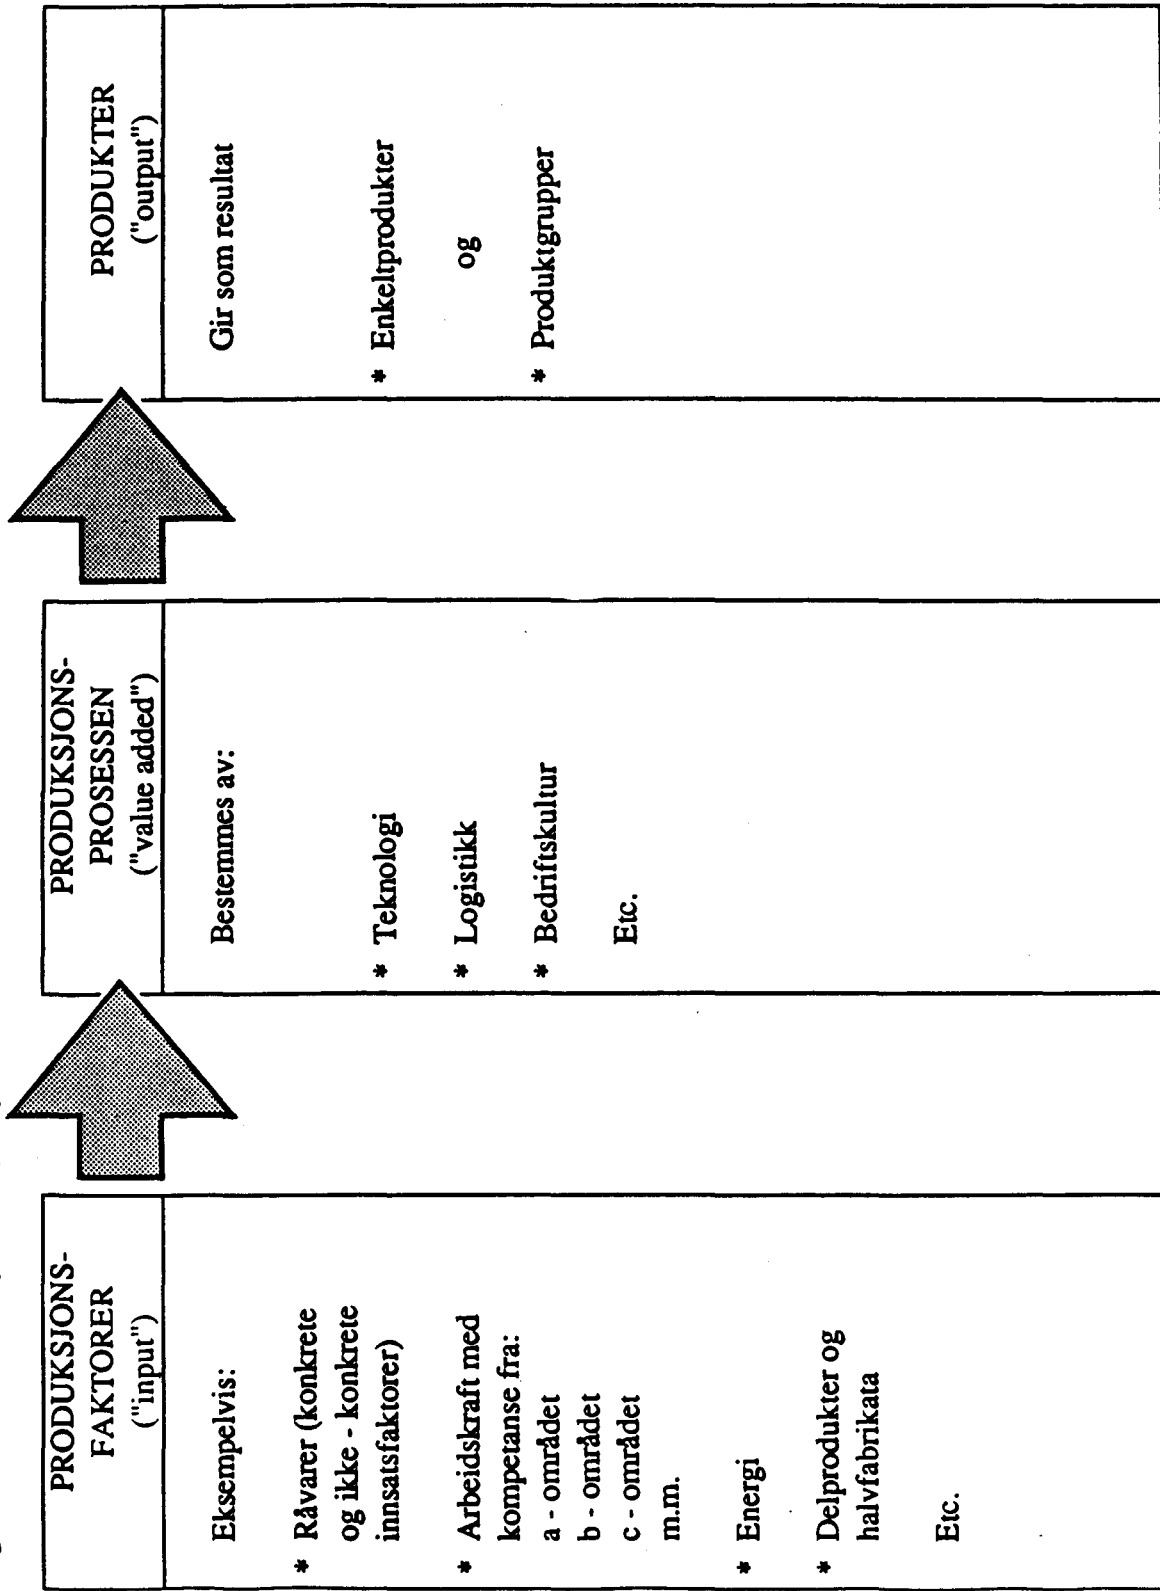 PRODUKSJONS-
FAKTORER
("input")
Eksempelvis:
* Råvarer (konkrete
og ikke - konkrete
innsatsfaktorer)
* Arbeidskraft med
kompetanse fra:
a - området
b - området
c - området
m.m.
* Energi
* Delprodukter og
halvfabrikata
Etc.
PRODUKSJONS-
PROSESSEN
("value added")
Bestemmes av:
* Teknologi
* Logistikk
* Bedriftskultur
Etc.
PRODUKTER
("output")
Gir som resultat
* Enkeltprodukter
og
* Produktgrupper